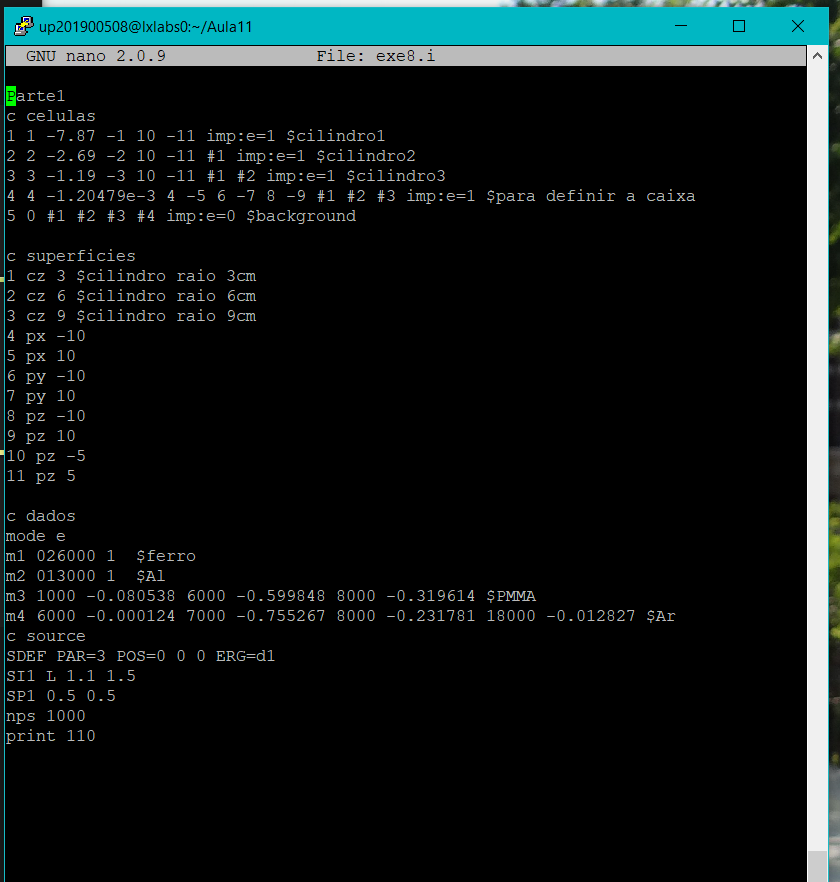 up201900508@lxlabs0:~/Aula11
GNU nano 2.0.9 File: exe8.i
Parte1
c celulas
1 1 -7.87 -1 10 -11 imp:e=1 $cilindro1
2 2 -2.69 -2 10 -11 #1 imp:e=1 $cilindro2
3 3 -1.19 -3 10 -11 #1 #2 imp:e=1 $cilindro3
4 4 -1.20479e-3 4 -5 6 -7 8 -9 #1 #2 #3 imp:e=1 $para definir a caixa
5 0 #1 #2 #3 #4 imp:e=0 $background
c superficies
1 cz 3 $cilindro raio 3cm
2 cz 6 $cilindro raio 6cm
3 cz 9 $cilindro raio 9cm
4 px -10
5 px 10
6 py -10
7 py 10
8 pz -10
9 pz 10
10 pz -5
11 pz 5
c dados
mode e
m1 026000 1 $ferro
m2 013000 1 $Al
m3 1000 -0.080538 6000 -0.599848 8000 -0.319614 $PMMA
m4 6000 -0.000124 7000 -0.755267 8000 -0.231781 18000 -0.012827 $Ar
c source
SDEF PAR=3 POS=0 0 0 ERG=d1
SI1 L 1.1 1.5
SP1 0.5 0.5
nps 1000
print 110